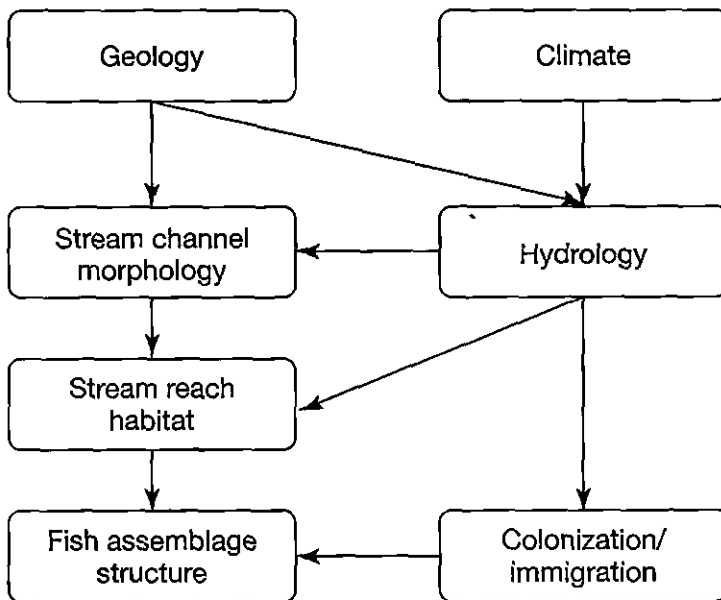 Geology
Climate
Stream channel
morphology
Hydrology
Stream reach
habitat
Fish assemblage
structure
Colonization/
immigration